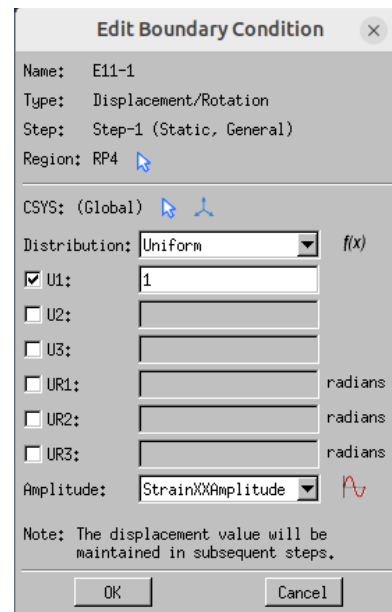 Edit Boundary Condition
Name: E11-1
Type: Displacement/Rotation
Step: Step-1 (Static, General)
Region: RP4
CSYS: (Global)
Distribution: Uniform f(x)
U1: 1
U2:
U3:
UR1: radians
UR2: radians
UR3: radians
Amplitude: StrainXXAmplitude
Note: The displacement value will be
maintained in subsequent steps.
OK Cancel